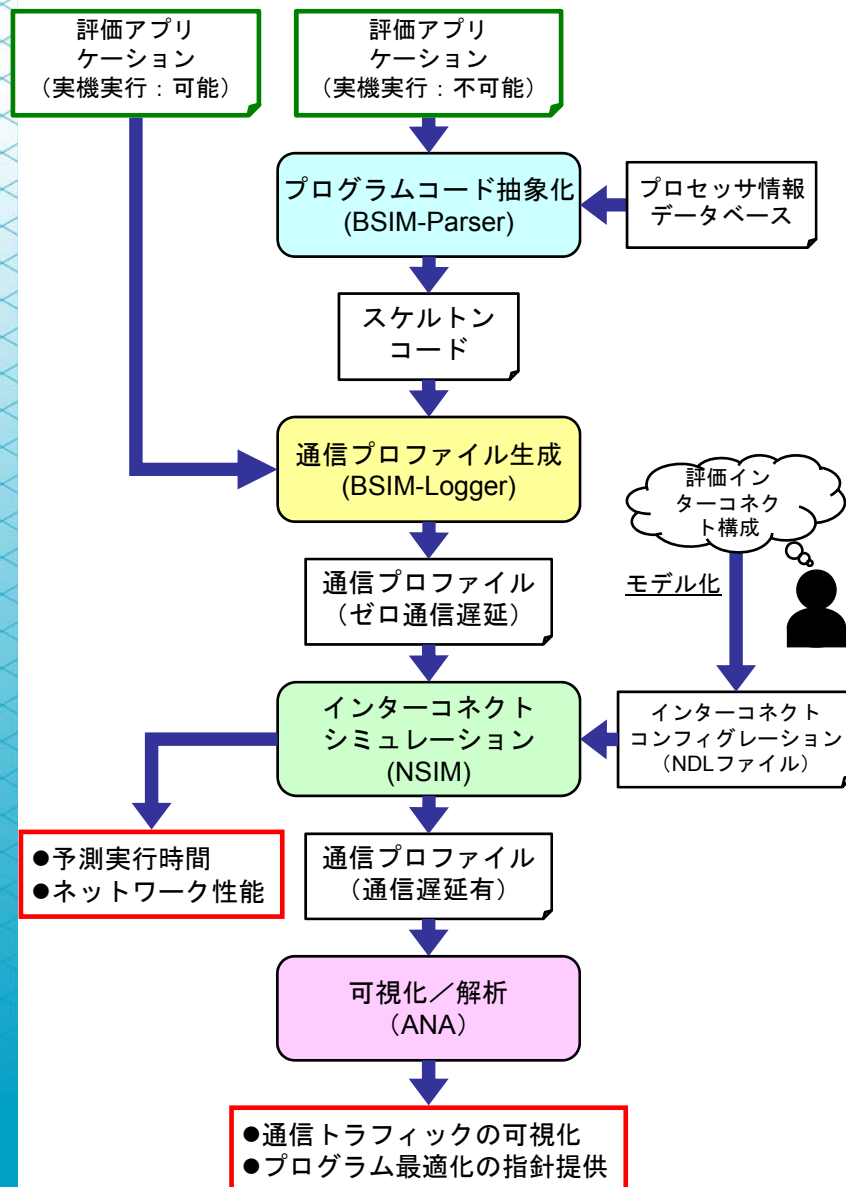 評価アプリ
ケーション
（実機実行：可能）
評価アプリ
ケーション
（実機実行：不可能）
プログラムコード抽象化
(BSIM-Parser)
プロセッサ情報
データベース
スケルトン
コード
通信プロファイル生成
(BSIM-Logger)
評価イン
ターコネク
ト構成
通信プロファイル
（ゼロ通信遅延）
モデル化
インターコネクト
シミュレーション
(NSIM)
インターコネクト
コンフィグレーション
（NDLファイル）
●予測実行時間
●ネットワーク性能
通信プロファイル
（通信遅延有）
可視化／解析
（ANA）
●通信トラフィックの可視化
●プログラム最適化の指針提供